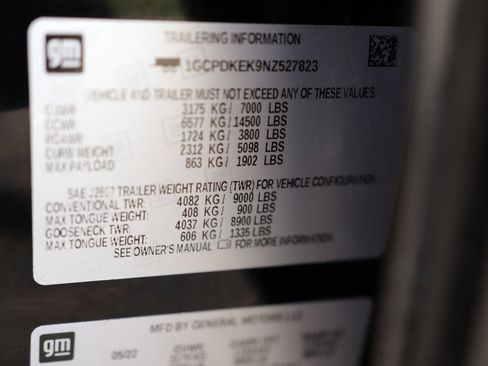 gm
TRAILERING INFORMATION
1GCPDKEK9NZ527823
VEHICLE AND TRAILER MUST NOT EXCEED ANY OF THESE VALUES
GVWR 3175 KG/ 7000 LBS
GCWR 6577 KG/ 14500 LBS
RGAWR 1724 KG/ 3800 LBS
CURB WEIGHT 2312 KG/ 5098 LBS
MAX PAYLOAD 863 KG/ 1902 LBS
SAE J2807 TRAILER WEIGHT RATING (TWR) FOR VEHICLE CONFIGURATION
CONVENTIONAL TWR: 4082 KG/ 9000 LBS
MAX TONGUE WEIGHT: 408 KG/ 900 LBS
GOOSENECK TWR: 4037 KG/ 8900 LBS
MAX TONGUE WEIGHT: 606 KG/ 1335 LBS
SEE OWNER'S MANUAL FOR MORE INFORMATION
gm
MFD BY GENERAL MOTORS LLC
05/22